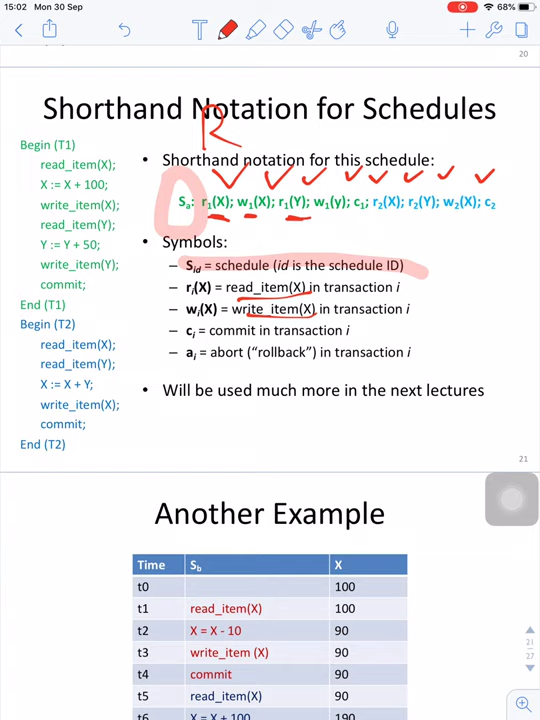 15:02 Mon 30 Sep
68%
T
20
Shorthand Notation for Schedules
R
Begin (T1)
read_item(X);
X := X + 100;
write_item(X);
read_item(Y);
Y := Y + 50;
write_item(Y);
commit;
End (T1)
Begin (T2)
read_item(X);
read_item(Y);
X := X + Y;
write_item(X);
commit;
End (T2)
• Shorthand notation for this schedule:
Sa: r1(X); w1(X); r1(Y); w1(y); c1; r2(X); r2(Y); w2(X); c2
• Symbols:
– Sid = schedule (id is the schedule ID)
– ri(X) = read_item(X) in transaction i
– wi(X) = write_item(X) in transaction i
– ci = commit in transaction i
– ai = abort (“rollback”) in transaction i
• Will be used much more in the next lectures
21
Another Example
Time Sb X
t0 100
t1 read_item(X) 100
t2 X = X - 10 90
t3 write_item (X) 90
t4 commit 90
t5 read_item(X) 90
t6 X = X + 100 190
21
27